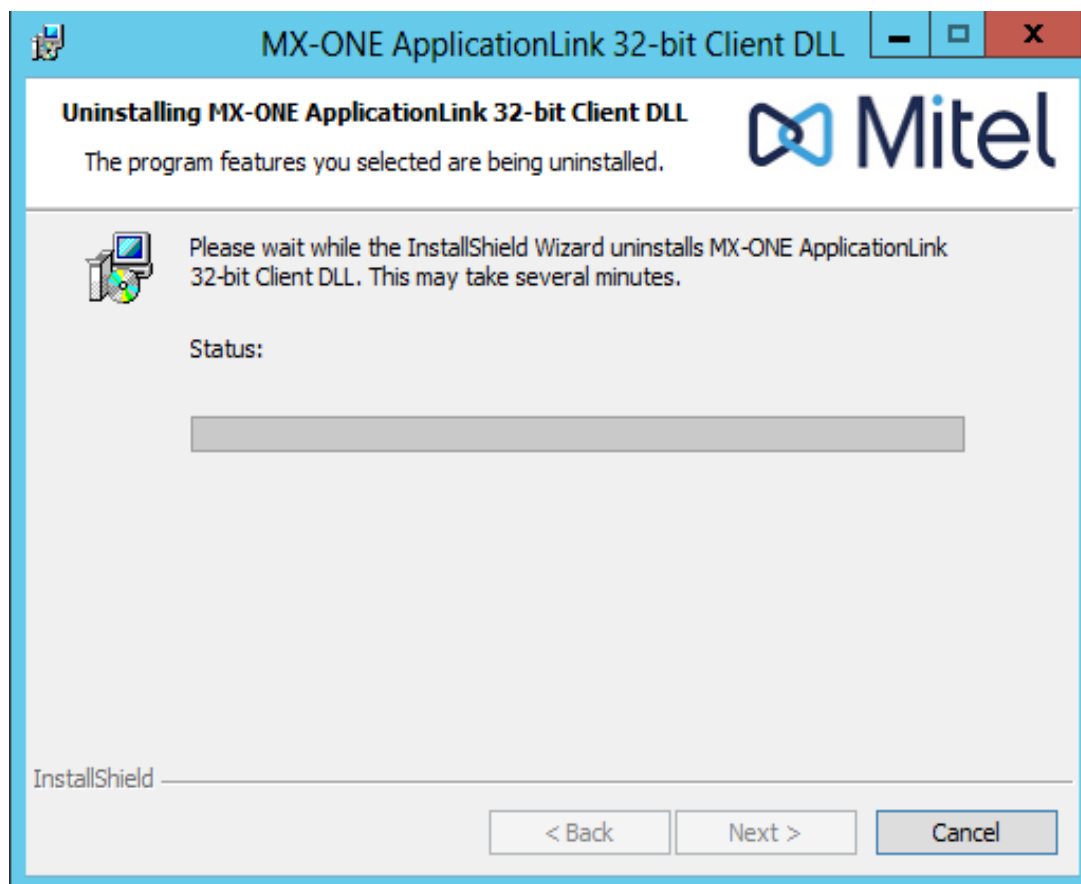 MX-ONE ApplicationLink 32-bit Client DLL
Uninstalling MX-ONE ApplicationLink 32-bit Client DLL
The program features you selected are being uninstalled.
Mitel
Please wait while the InstallShield Wizard uninstalls MX-ONE ApplicationLink
32-bit Client DLL. This may take several minutes.
Status:
InstallShield
< Back
Next >
Cancel